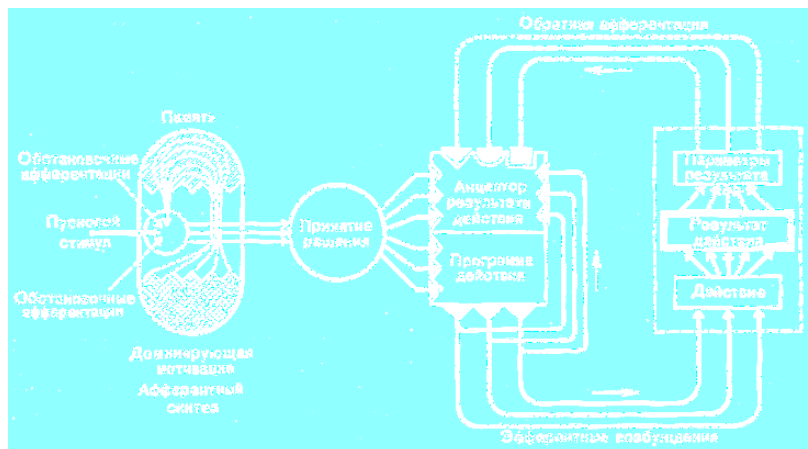 Обратная афферентация
Память
Обстановочные
афферентации
Пусковой
стимул
Обстановочные
афферентации
Доминирующая
мотивация
Афферентный
синтез
Принятие
решения
Акцептор
результата
действия
Программа
действия
Параметры
результата
Результат
действия
Действие
Эфферентные возбуждения